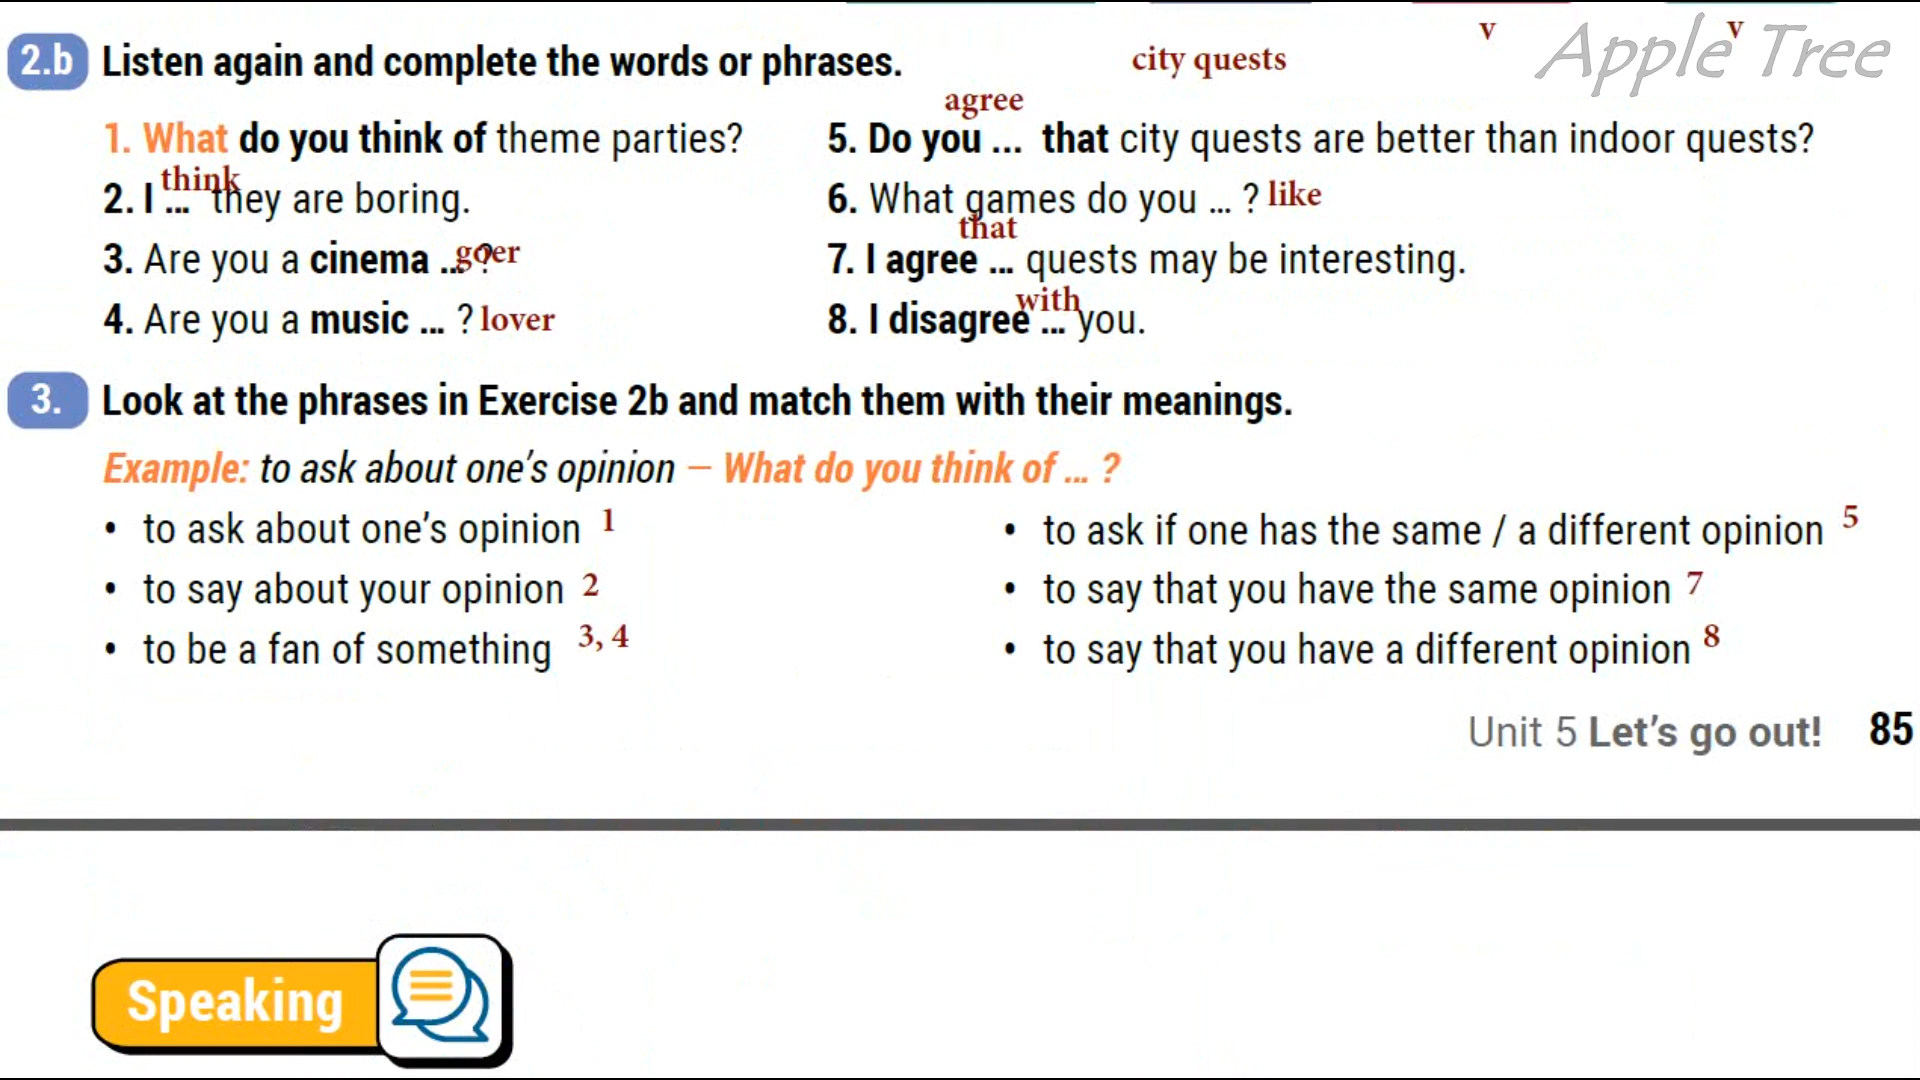 v v
Apple Tree
city quests
2.b Listen again and complete the words or phrases.
agree
1. What do you think of theme parties?
5. Do you ... that city quests are better than indoor quests?
think
2. I ... they are boring.
6. What games do you ... ? like
that
3. Are you a cinema ... ? goer
7. I agree ... quests may be interesting.
with
4. Are you a music ... ? lover
8. I disagree ... you.
3. Look at the phrases in Exercise 2b and match them with their meanings.
Example: to ask about one's opinion – What do you think of ... ?
• to ask about one's opinion 1
• to say about your opinion 2
• to be a fan of something 3, 4
• to ask if one has the same / a different opinion 5
• to say that you have the same opinion 7
• to say that you have a different opinion 8
Unit 5 Let's go out! 85
Speaking